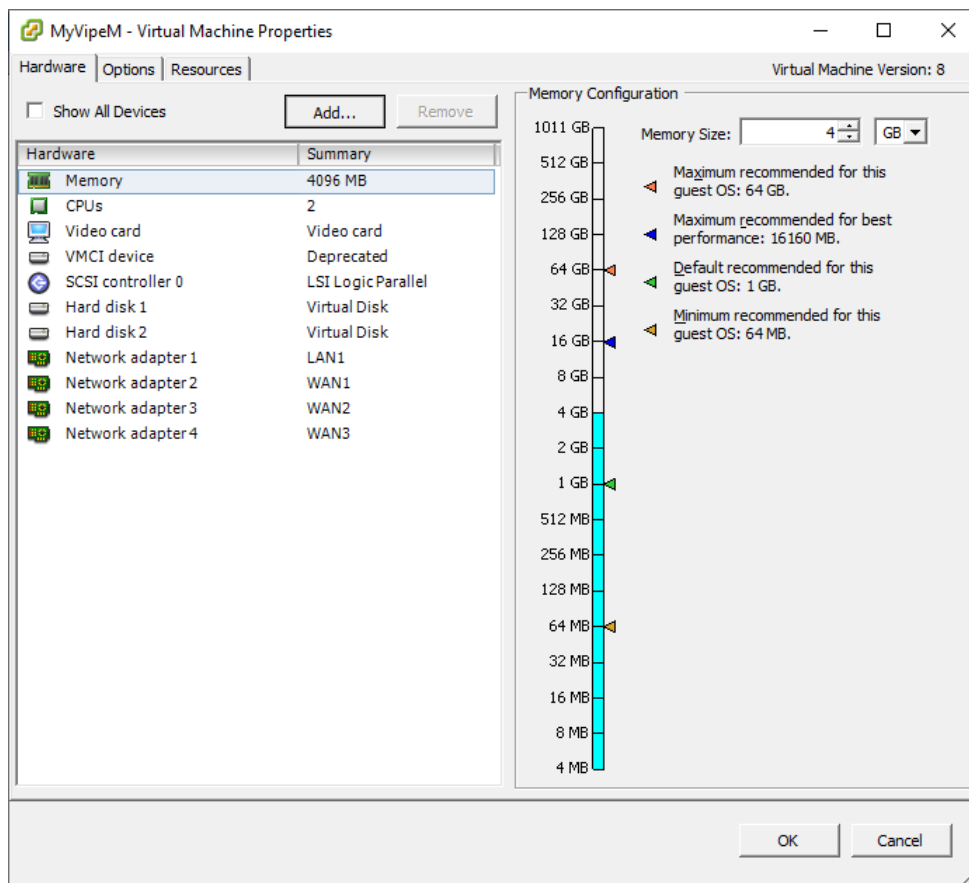 MyVipeM - Virtual Machine Properties
Hardware Options Resources
Virtual Machine Version: 8
Show All Devices
Add...
Remove
Hardware Summary
Memory 4096 MB
CPUs 2
Video card Video card
VMCI device Deprecated
SCSI controller 0 LSI Logic Parallel
Hard disk 1 Virtual Disk
Hard disk 2 Virtual Disk
Network adapter 1 LAN1
Network adapter 2 WAN1
Network adapter 3 WAN2
Network adapter 4 WAN3
Memory Configuration
1011 GB
512 GB
256 GB
128 GB
64 GB
32 GB
16 GB
8 GB
4 GB
2 GB
1 GB
512 MB
256 MB
128 MB
64 MB
32 MB
16 MB
8 MB
4 MB
Memory Size: 4 GB
Maximum recommended for this
guest OS: 64 GB.
Maximum recommended for best
performance: 16160 MB.
Default recommended for this
guest OS: 1 GB.
Minimum recommended for this
guest OS: 64 MB.
OK
Cancel